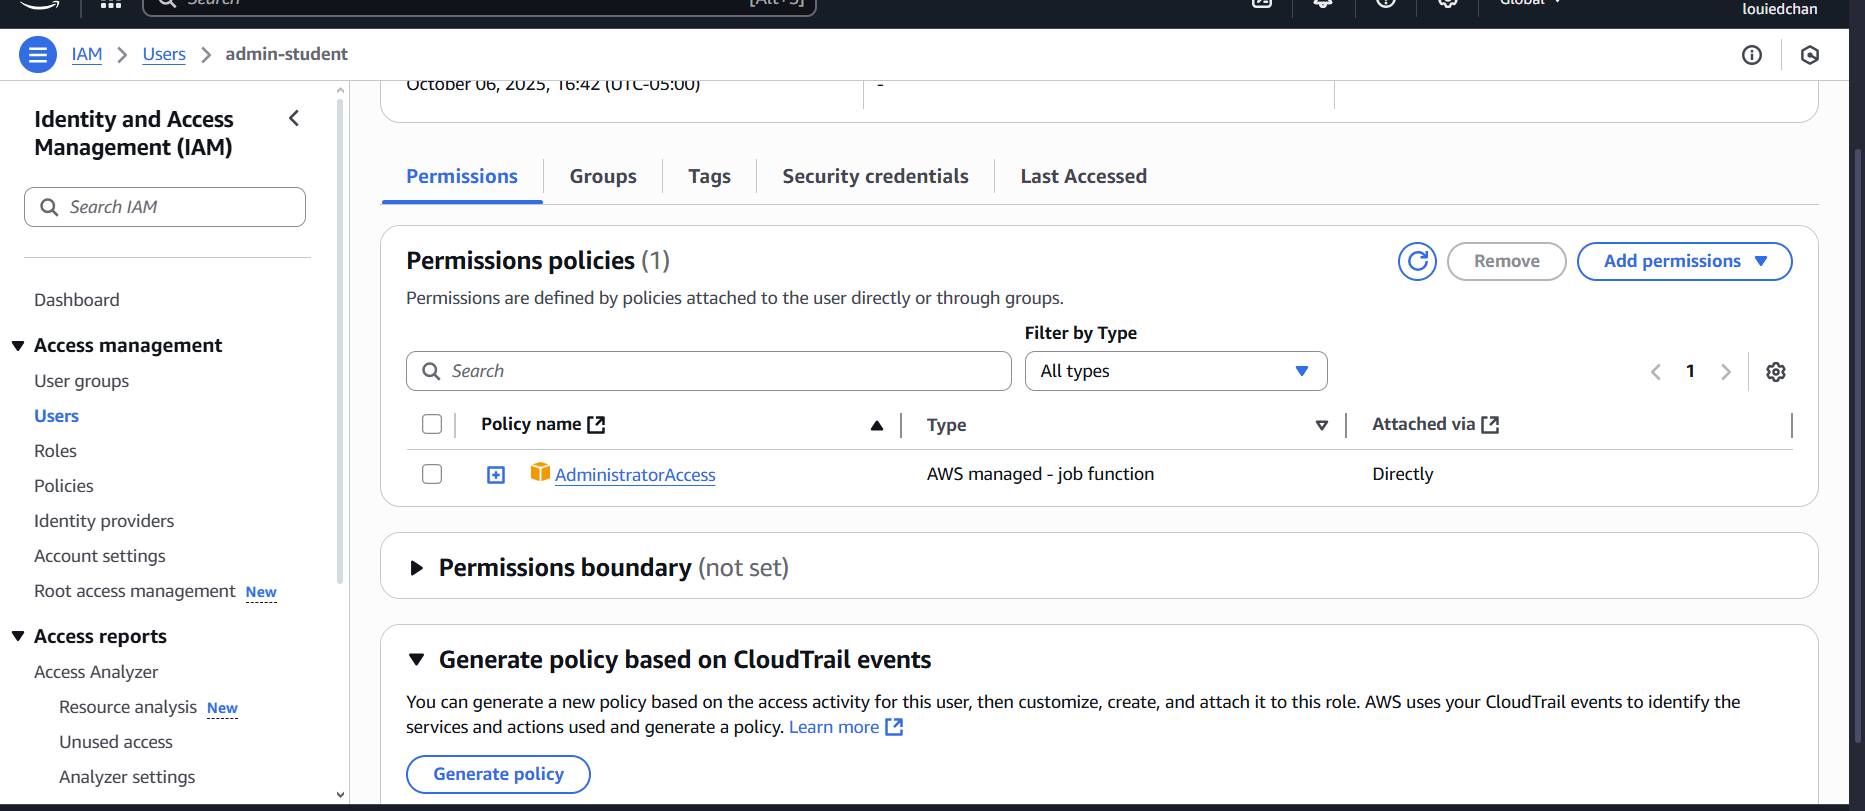 Search
[Alt+S]
Global
louiedchan
IAM > Users > admin-student
Identity and Access Management (IAM)
Search IAM
Dashboard
Access management
User groups
Users
Roles
Policies
Identity providers
Account settings
Root access management New
Access reports
Access Analyzer
Resource analysis New
Unused access
Analyzer settings
October 06, 2025, 16:42 (UTC-05:00)
-
Permissions
Groups
Tags
Security credentials
Last Accessed
Permissions policies (1)
Remove
Add permissions
Permissions are defined by policies attached to the user directly or through groups.
Filter by Type
Search
All types
1
Policy name
Type
Attached via
AdministratorAccess
AWS managed - job function
Directly
Permissions boundary (not set)
Generate policy based on CloudTrail events
You can generate a new policy based on the access activity for this user, then customize, create, and attach it to this role. AWS uses your CloudTrail events to identify the
services and actions used and generate a policy. Learn more
Generate policy